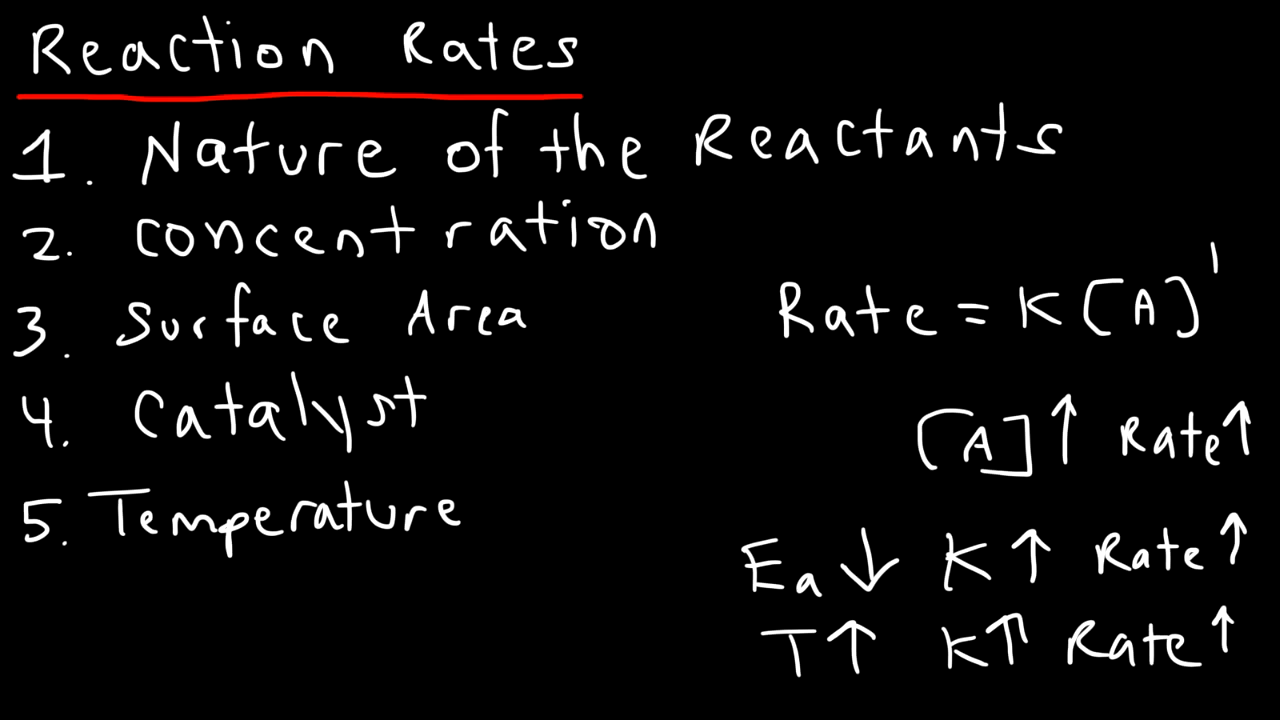 Reaction Rates
1. Nature of the Reactants
2. Concentration
3. Surface Area
4. Catalyst
5. Temperature
Rate = K[A]¹
[A]↑ Rate↑
Ea↓ K↑ Rate↑
T↑ K↑ Rate↑